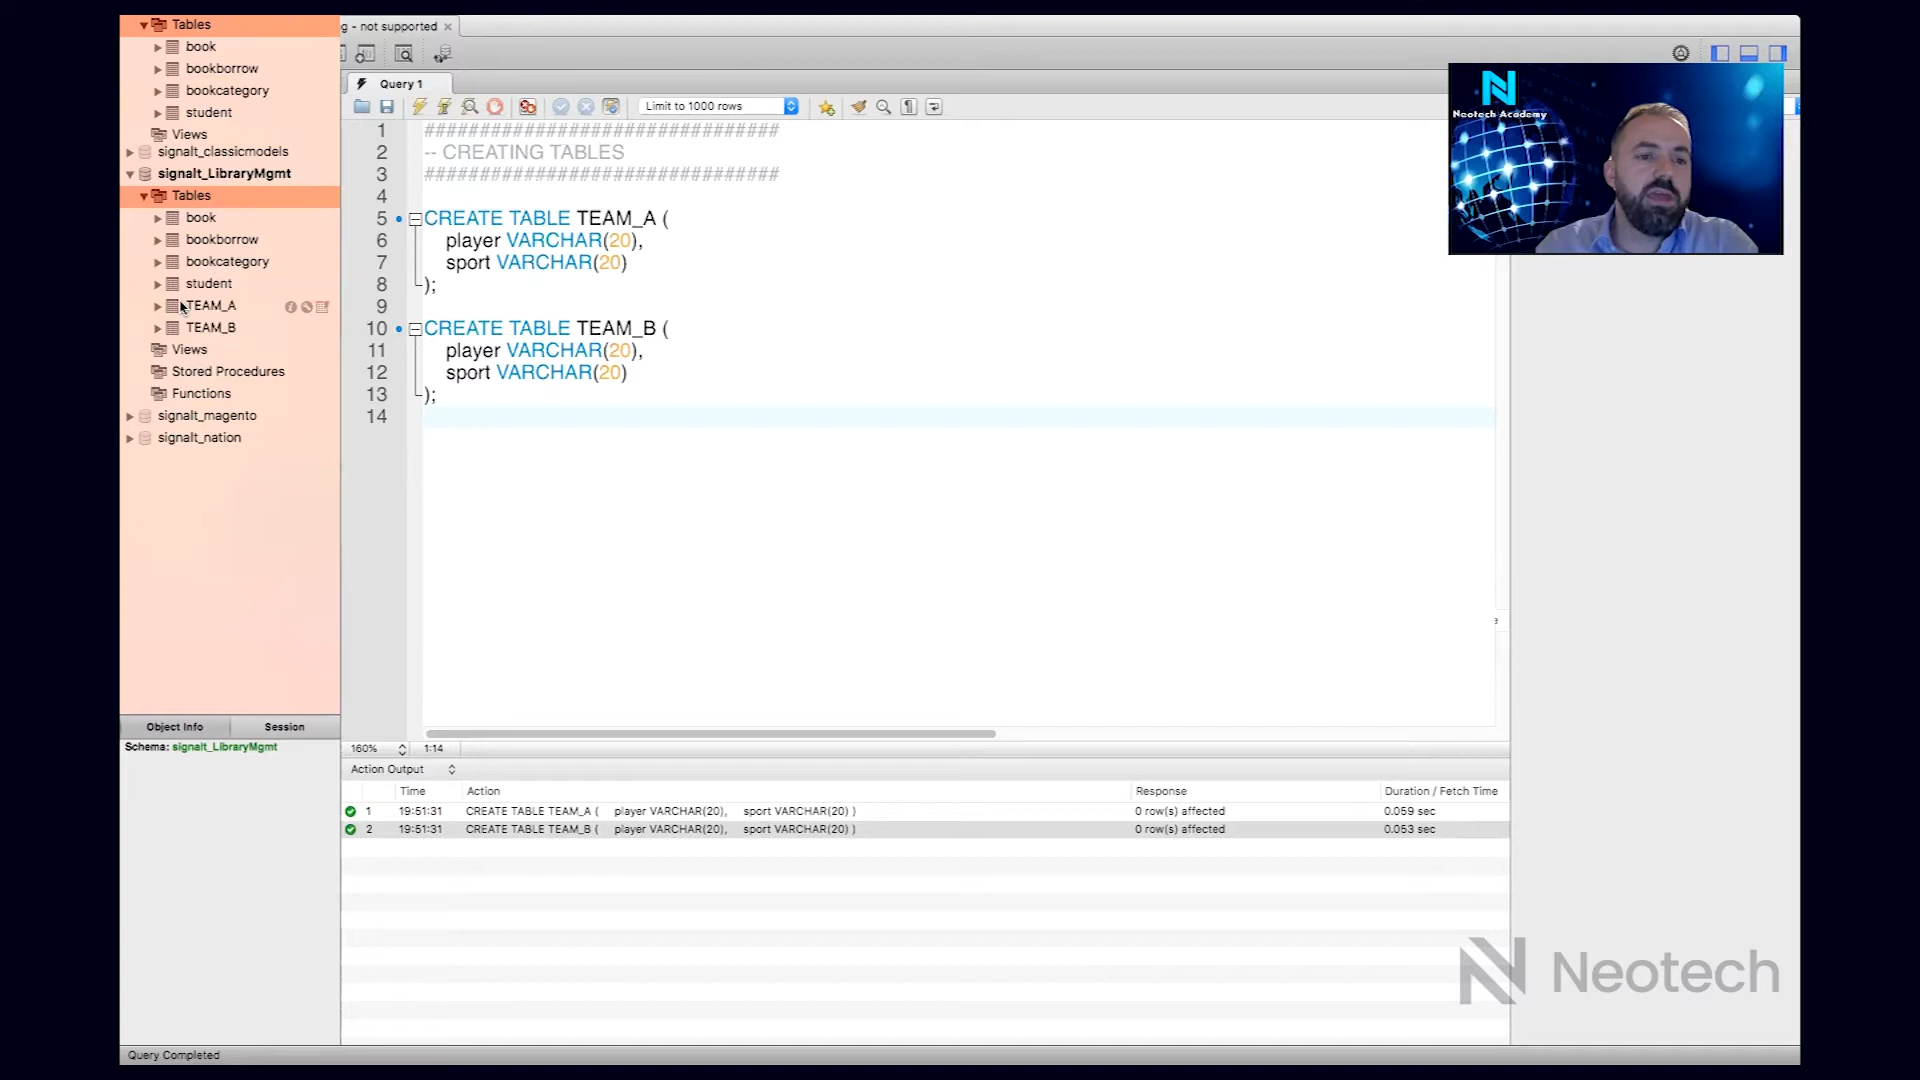 Tables
book
bookborrow
bookcategory
student
Views
signalt_classicmodels
signalt_LibraryMgmt
Tables
book
bookborrow
bookcategory
student
TEAM_A
TEAM_B
Views
Stored Procedures
Functions
signalt_magento
signalt_nation
Object Info Session
Schema: signalt_LibraryMgmt
Query Completed
g - not supported
Query 1
Limit to 1000 rows
1 ################################
2 -- CREATING TABLES
3 ################################
4
5 CREATE TABLE TEAM_A (
6 player VARCHAR(20),
7 sport VARCHAR(20)
8 );
9
10 CREATE TABLE TEAM_B (
11 player VARCHAR(20),
12 sport VARCHAR(20)
13 );
14
160% 1:14
Action Output
Time Action Response Duration / Fetch Time
1 19:51:31 CREATE TABLE TEAM_A ( player VARCHAR(20), sport VARCHAR(20) ) 0 row(s) affected 0.059 sec
2 19:51:31 CREATE TABLE TEAM_B ( player VARCHAR(20), sport VARCHAR(20) ) 0 row(s) affected 0.053 sec
N
Neotech Academy
Neotech